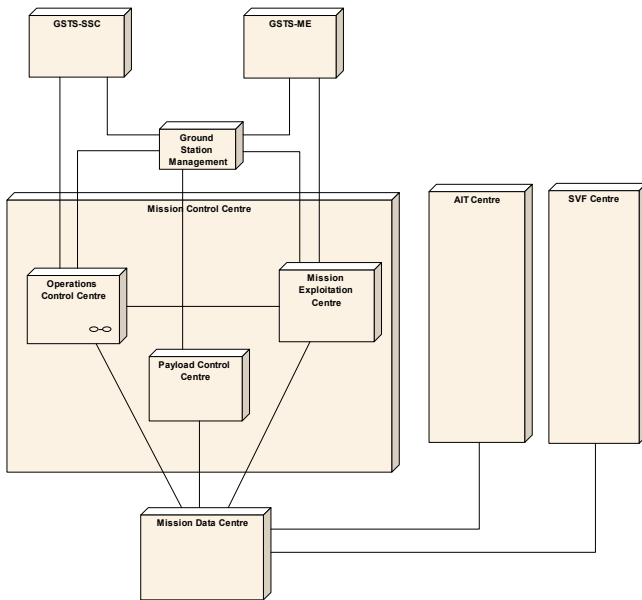 GSTS-SSC
GSTS-ME
Ground
Station
Management
Mission Control Centre
AIT Centre
SVF Centre
Operations
Control Centre
Mission
Exploitation
Centre
Payload Control
Centre
Mission Data Centre